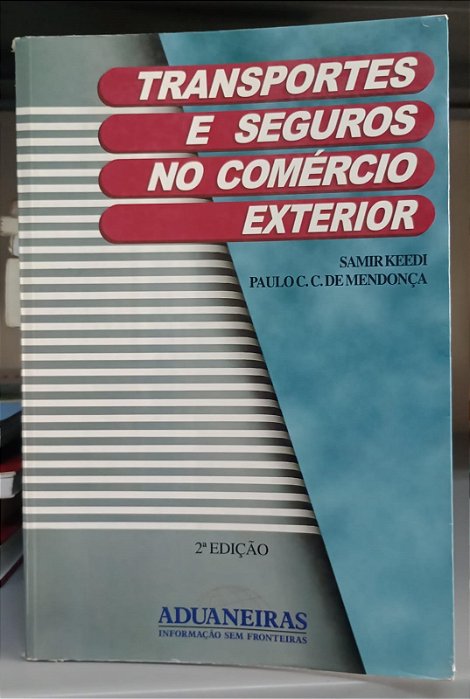 TRANSPORTES
E SEGUROS
NO COMÉRCIO
EXTERIOR
SAMIR KEEDI
PAULO C. C. DE MENDONÇA
2ª EDIÇÃO
ADUANEIRAS
INFORMAÇÃO SEM FRONTEIRAS